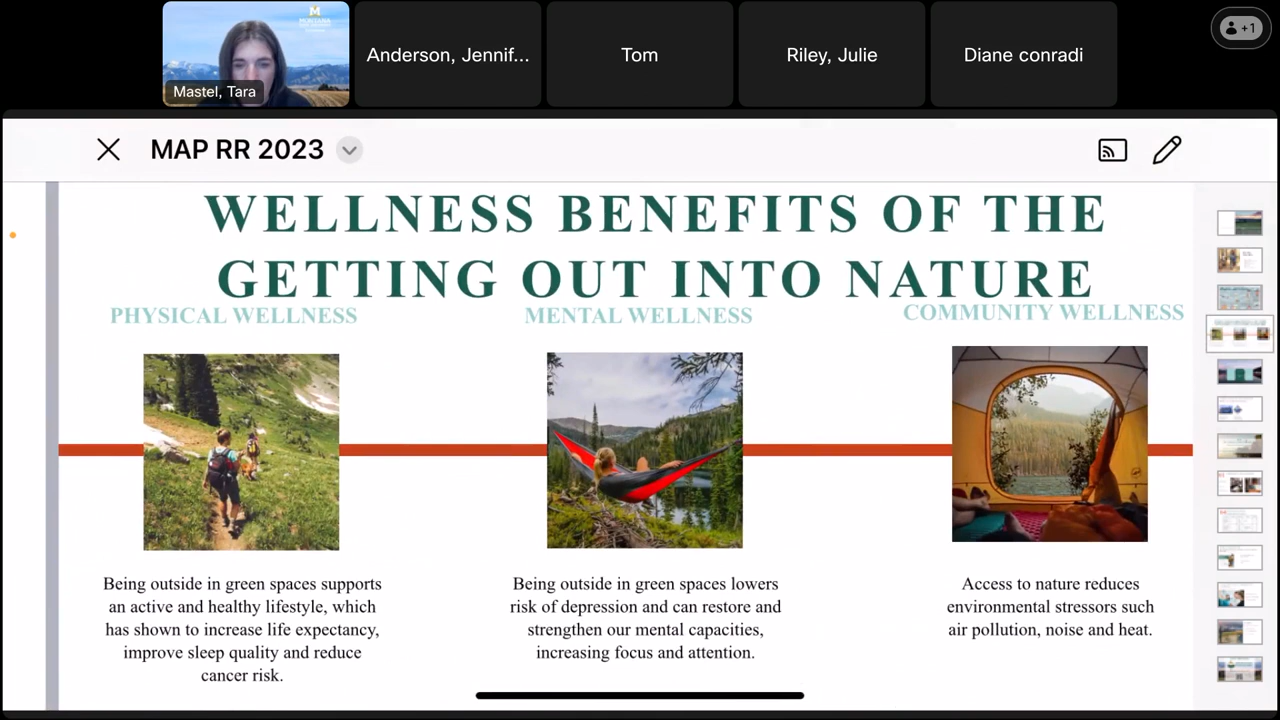 MONTANA
Mastel, Tara
Anderson, Jennif...
Tom
Riley, Julie
Diane conradi
+1
MAP RR 2023
WELLNESS BENEFITS OF THE
GETTING OUT INTO NATURE
PHYSICAL WELLNESS
MENTAL WELLNESS
COMMUNITY WELLNESS
Being outside in green spaces supports
an active and healthy lifestyle, which
has shown to increase life expectancy,
improve sleep quality and reduce
cancer risk.
Being outside in green spaces lowers
risk of depression and can restore and
strengthen our mental capacities,
increasing focus and attention.
Access to nature reduces
environmental stressors such
air pollution, noise and heat.